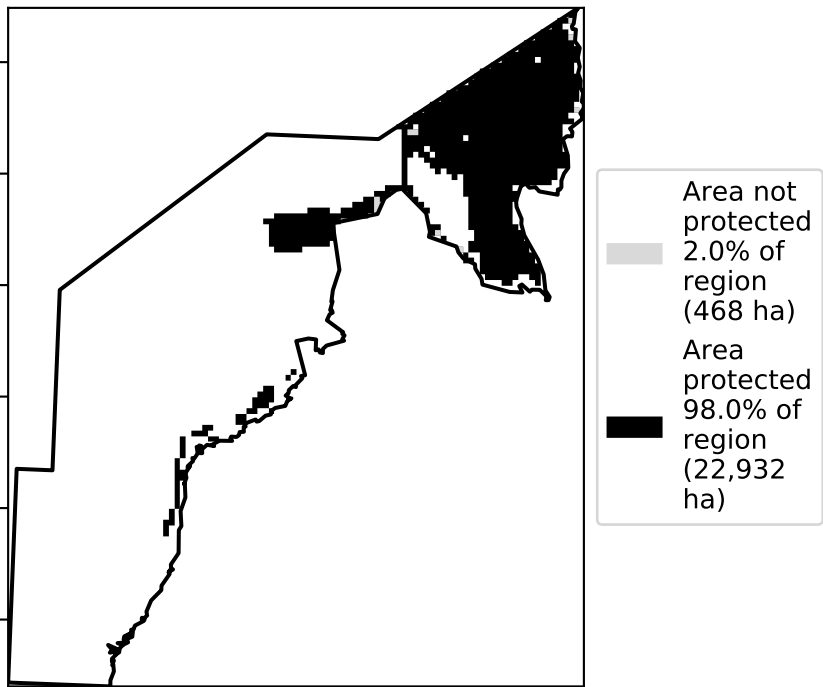 Area not
protected
2.0% of
region
(468 ha)
Area
protected
98.0% of
region
(22,932
ha)